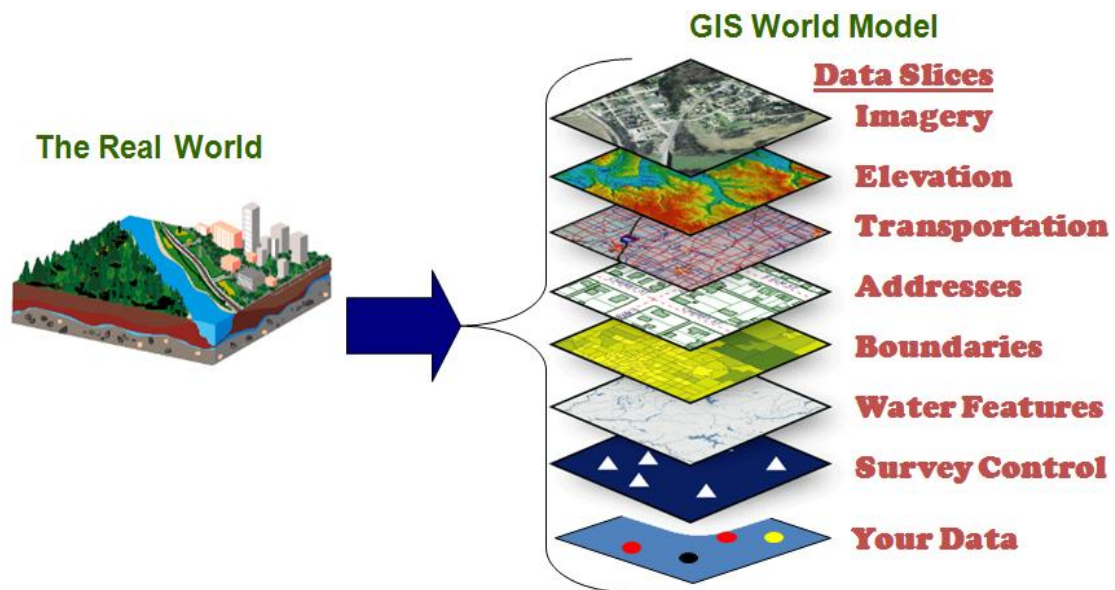 GIS World Model
The Real World
Data Slices
Imagery
Elevation
Transportation
Addresses
Boundaries
Water Features
Survey Control
Your Data